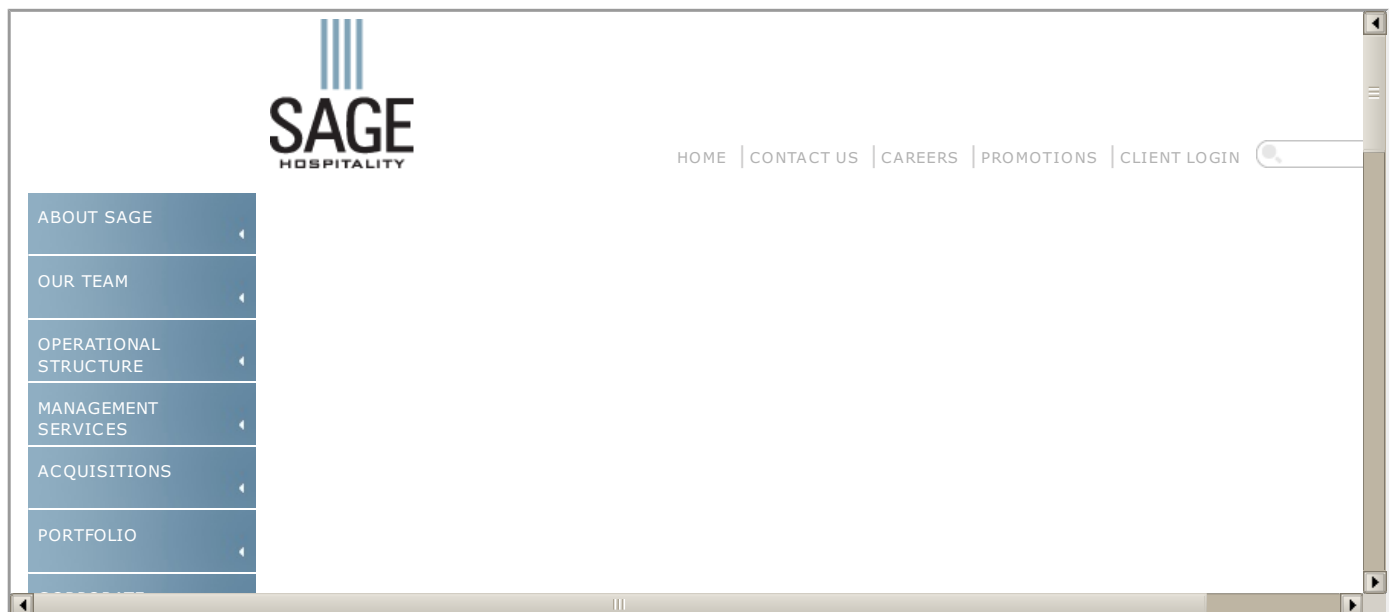 SAGE
HOSPITALITY
HOME
CONTACT US
CAREERS
PROMOTIONS
CLIENT LOGIN
ABOUT SAGE
OUR TEAM
OPERATIONAL
STRUCTURE
MANAGEMENT
SERVICES
ACQUISITIONS
PORTFOLIO